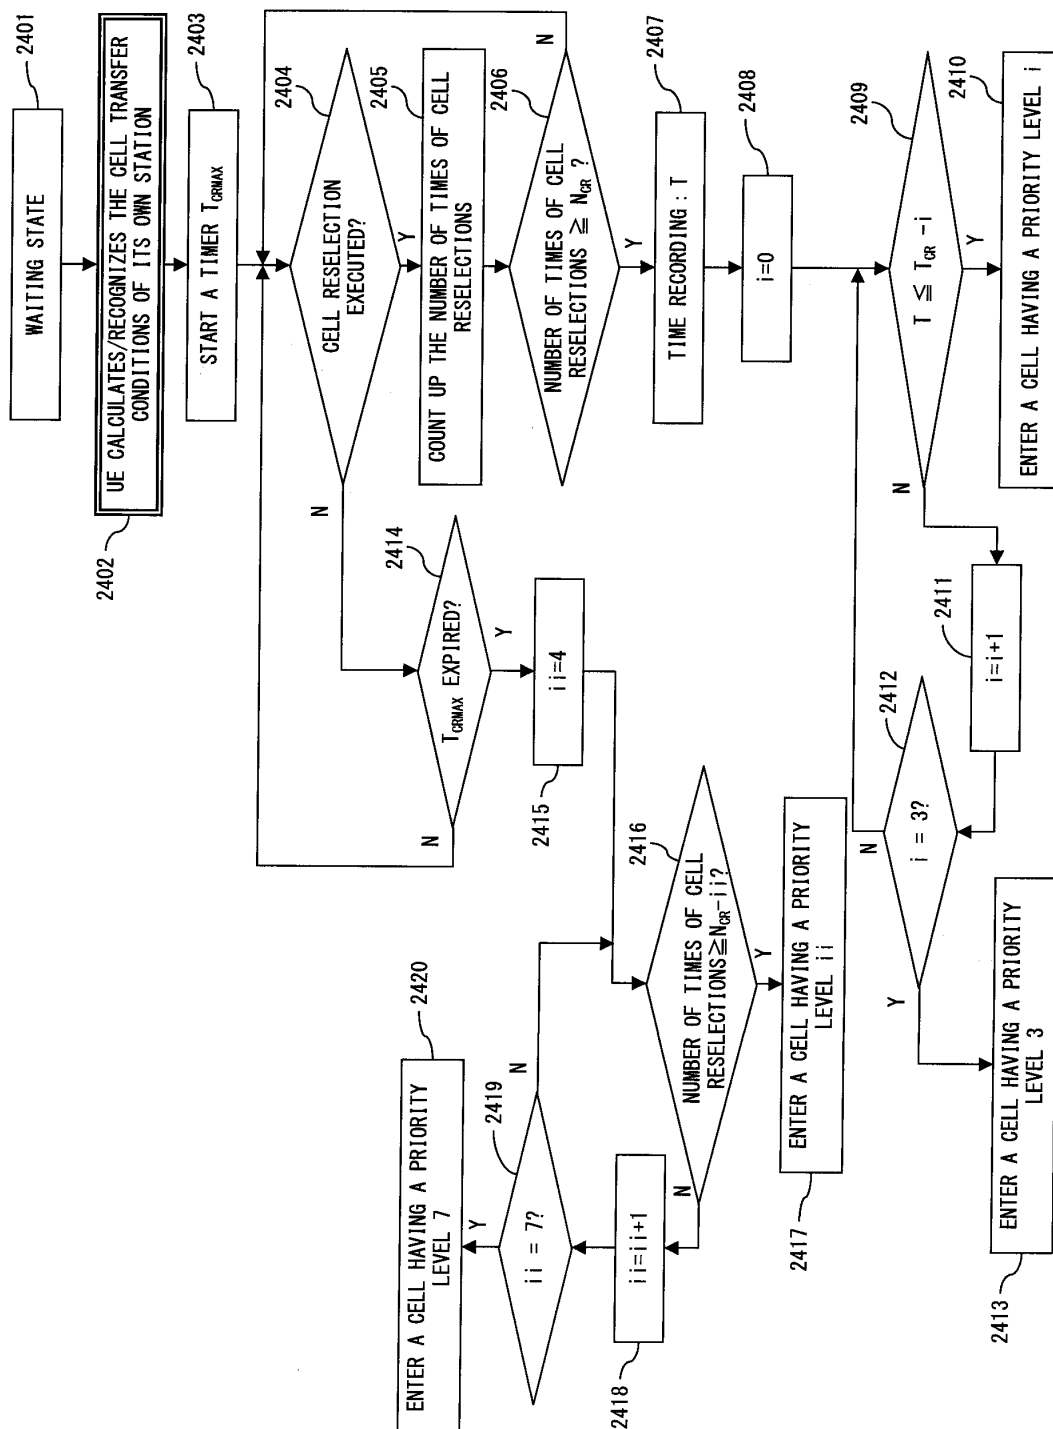 2401
WAITING STATE
2402
UE CALCULATES/RECOGNIZES THE CELL TRANSFER
CONDITIONS OF ITS OWN STATION
2403
START A TIMER T_CRMAX
2404
CELL RESELECTION
EXECUTED?
N
Y
2405
COUNT UP THE NUMBER OF TIMES OF CELL
RESELECTIONS
2406
NUMBER OF TIMES OF CELL
RESELECTIONS ≧ N_CR ?
N
Y
2407
TIME RECORDING : T
2408
i=0
2409
T ≦ T_CR -i
N
Y
2410
ENTER A CELL HAVING A PRIORITY LEVEL i
2411
i=i+1
2412
i = 3?
N
Y
2413
ENTER A CELL HAVING A PRIORITY
LEVEL 3
2414
T_CRMAX EXPIRED?
N
Y
2415
ii=4
2416
NUMBER OF TIMES OF CELL
RESELECTIONS≧N_CR-ii?
N
Y
2417
ENTER A CELL HAVING A PRIORITY
LEVEL ii
2418
ii=ii+1
2419
ii = 7?
N
Y
2420
ENTER A CELL HAVING A PRIORITY
LEVEL 7